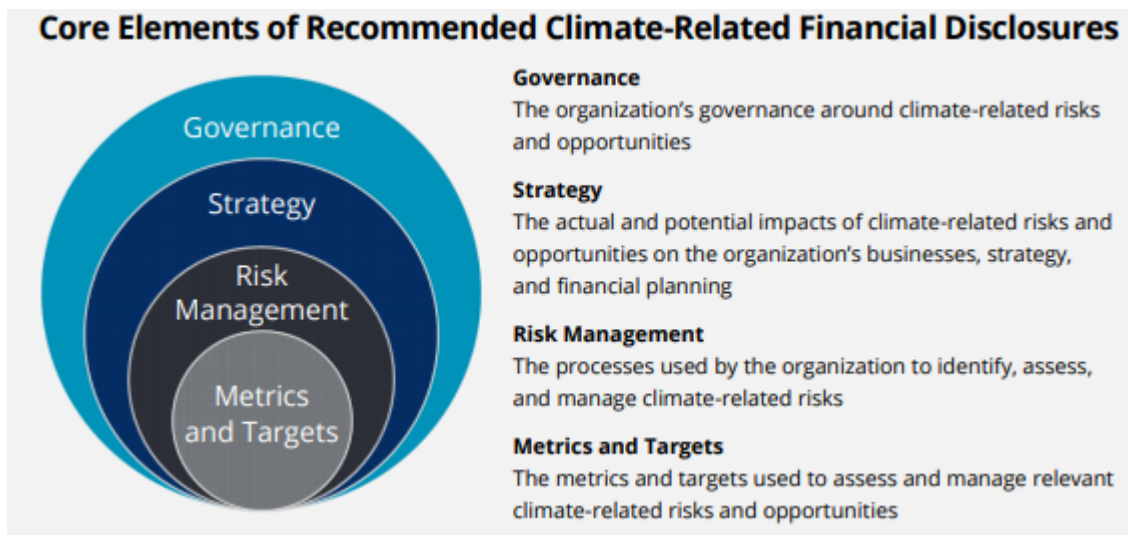 Core Elements of Recommended Climate-Related Financial Disclosures
Governance
Strategy
Risk
Management
Metrics
and Targets
Governance
The organization’s governance around climate-related risks
and opportunities
Strategy
The actual and potential impacts of climate-related risks and
opportunities on the organization’s businesses, strategy,
and financial planning
Risk Management
The processes used by the organization to identify, assess,
and manage climate-related risks
Metrics and Targets
The metrics and targets used to assess and manage relevant
climate-related risks and opportunities